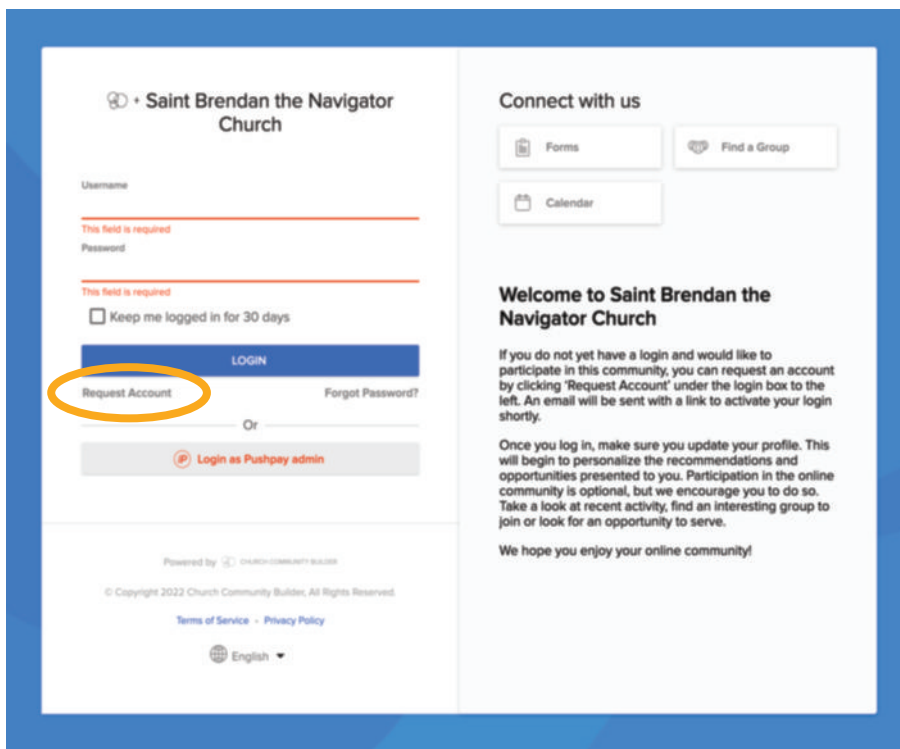 Saint Brendan the Navigator
Church
Username
This field is required
Password
This field is required
Keep me logged in for 30 days
LOGIN
Request Account
Forgot Password?
Or
Login as Pushpay admin
Powered by CHURCH COMMUNITY BUILDER
© Copyright 2022 Church Community Builder, All Rights Reserved.
Terms of Service - Privacy Policy
English
Connect with us
Forms
Find a Group
Calendar
Welcome to Saint Brendan the
Navigator Church
If you do not yet have a login and would like to
participate in this community, you can request an account
by clicking 'Request Account' under the login box to the
left. An email will be sent with a link to activate your login
shortly.
Once you log in, make sure you update your profile. This
will begin to personalize the recommendations and
opportunities presented to you. Participation in the online
community is optional, but we encourage you to do so.
Take a look at recent activity, find an interesting group to
join or look for an opportunity to serve.
We hope you enjoy your online community!